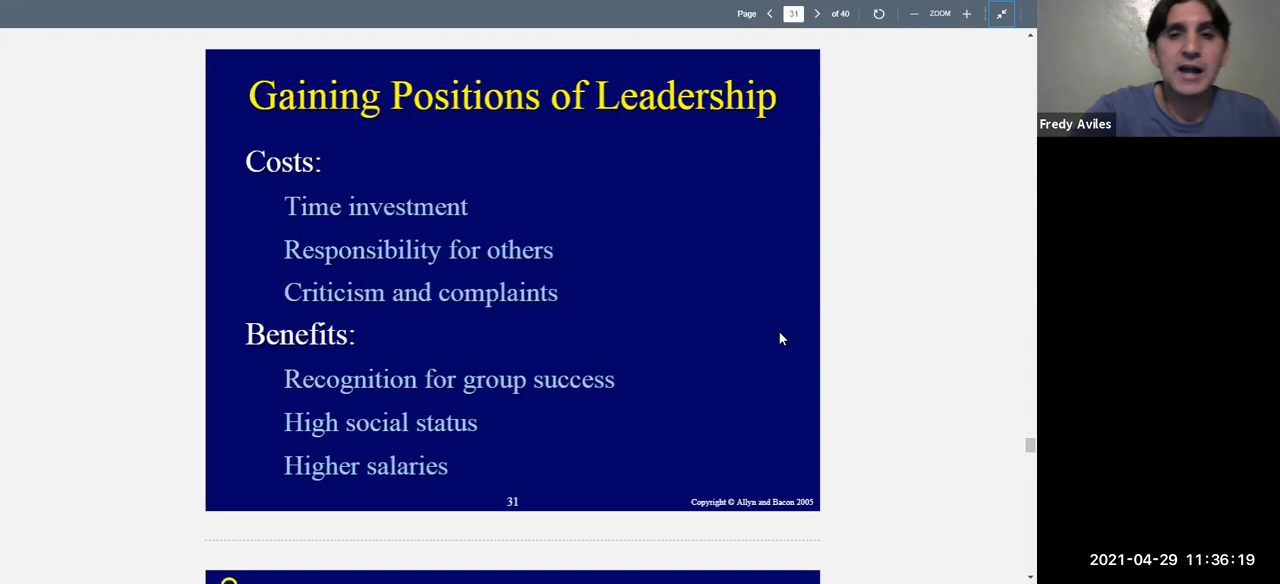 Page 31 of 40 ZOOM
Gaining Positions of Leadership
Costs:
Time investment
Responsibility for others
Criticism and complaints
Benefits:
Recognition for group success
High social status
Higher salaries
31
Copyright © Allyn and Bacon 2005
Fredy Aviles
2021-04-29 11:36:19